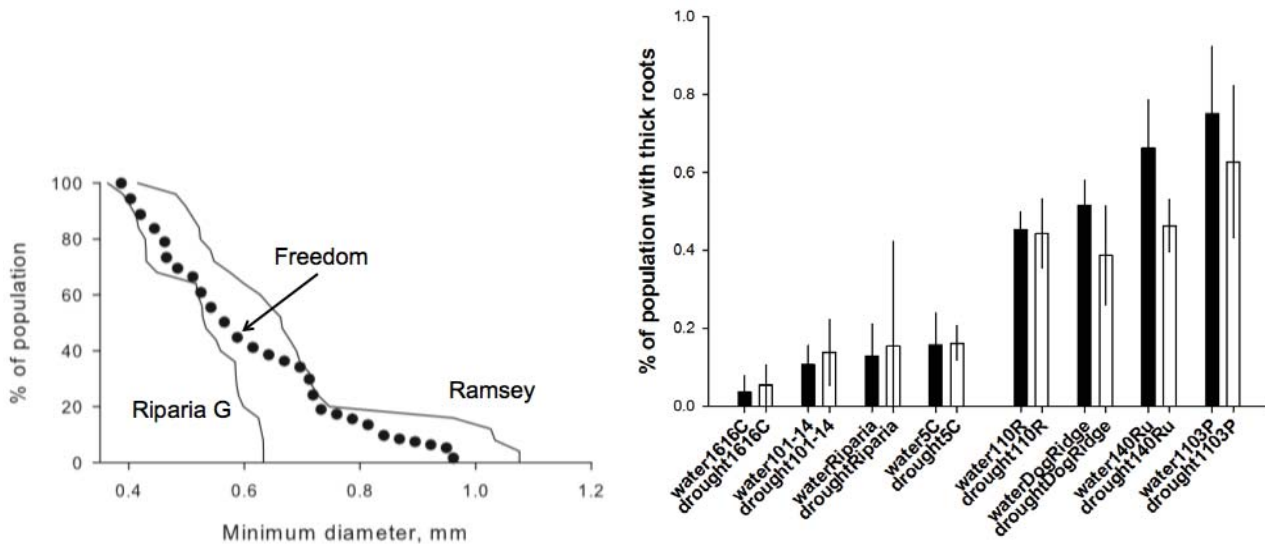 % of population
100
80
60
40
20
0
Freedom
Riparia G
Ramsey
0.4 0.6 0.8 1.0 1.2
Minimum diameter, mm
% of population with thick roots
1.0
0.8
0.6
0.4
0.2
0.0
water1616C
drought1616C
water101-14
drought101-14
waterRiparia
droughtRiparia
water5C
drought5C
water110R
drought110R
waterDogRidge
droughtDogRidge
water140Ru
drought140Ru
water1103P
drought1103P